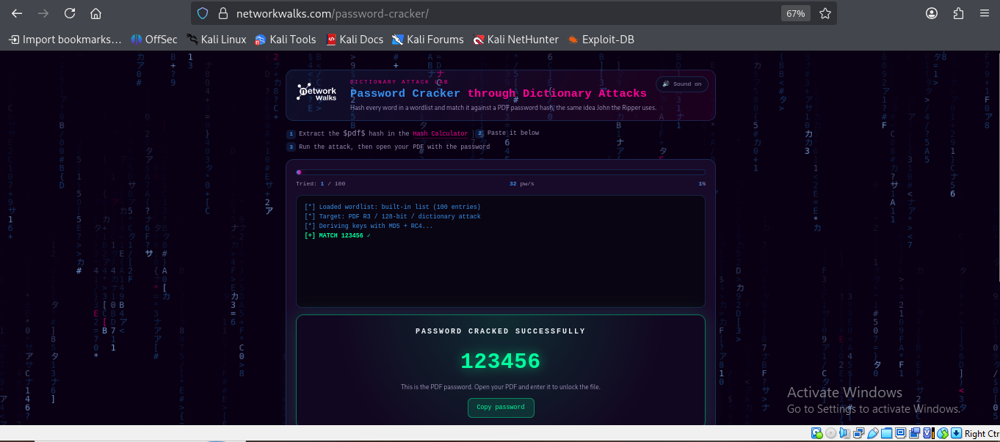 networkwalks.com/password-cracker/
67%
Import bookmarks...
OffSec
Kali Linux
Kali Tools
Kali Docs
Kali Forums
Kali NetHunter
Exploit-DB
network
Walks
DICTIONARY ATTACK LAB
Password Cracker through Dictionary Attacks
Hash every word in a wordlist and match it against a PDF password hash, the same idea John the Ripper uses.
Sound on
1 Extract the $pdf$ hash in the Hash Calculator
2 Paste it below
3 Run the attack, then open your PDF with the password
Tried: 1 / 100
32 pw/s
1%
[*] Loaded wordlist: built-in list (100 entries)
[*] Target: PDF R3 / 128-bit / dictionary attack
[*] Deriving keys with MD5 + RC4...
[+] MATCH 123456 ✓
PASSWORD CRACKED SUCCESSFULLY
123456
This is the PDF password. Open your PDF and enter it to unlock the file.
Copy password
Activate Windows
Go to Settings to activate Windows.
Right Ctr